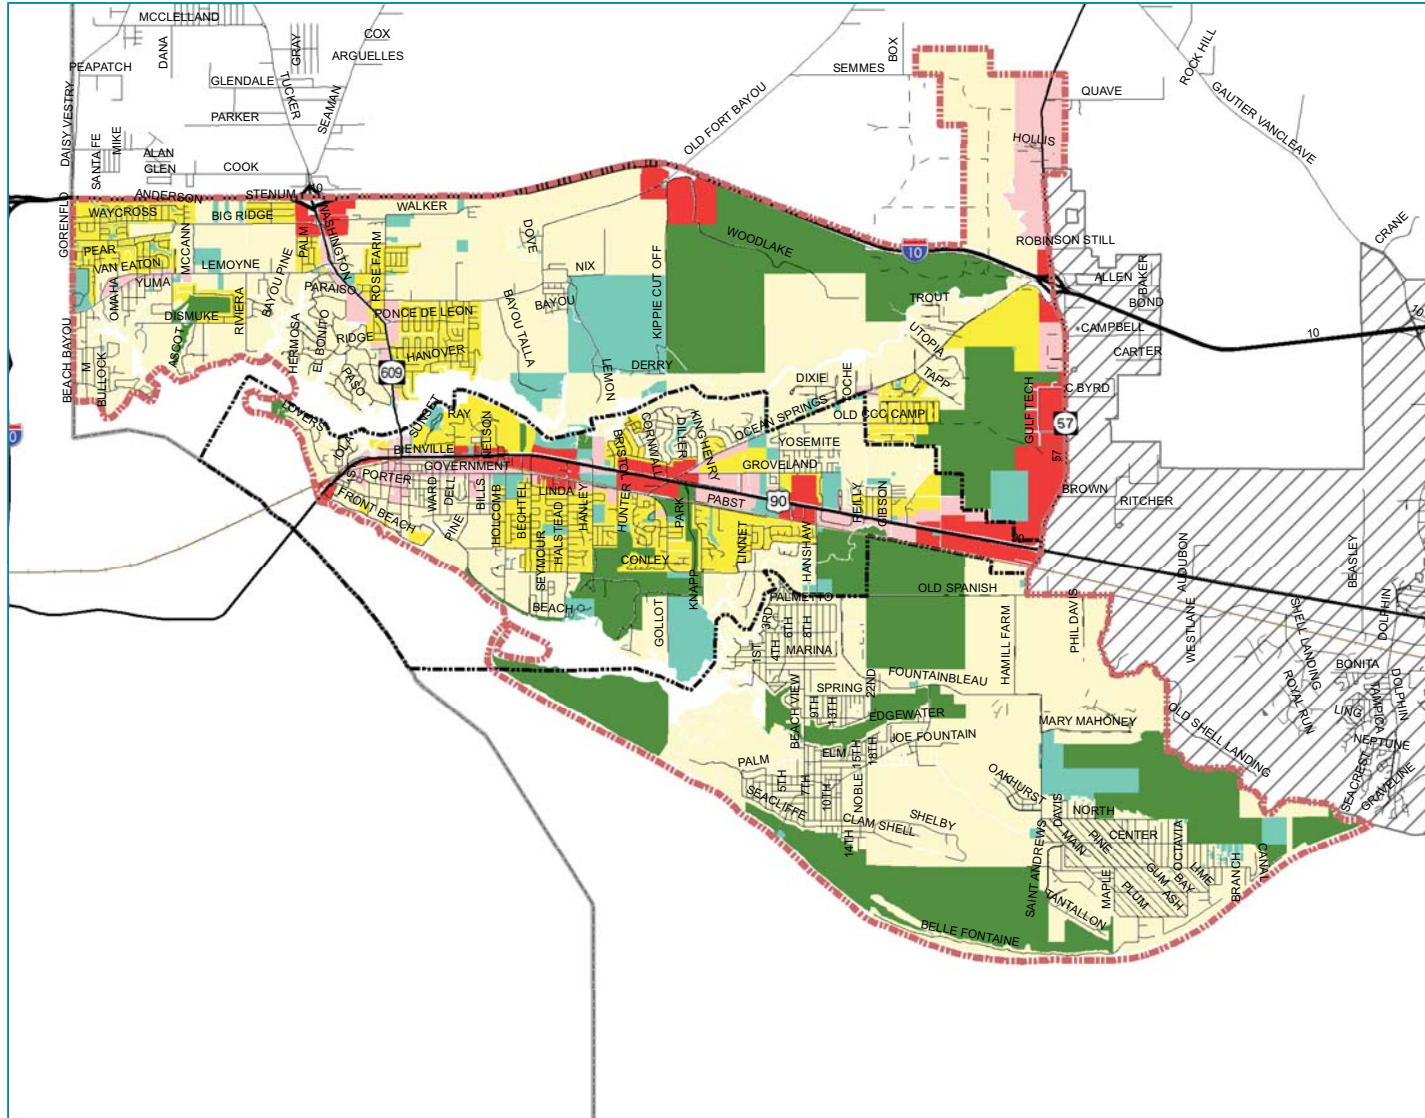 MCCLELLAND
COX
GRAY
DANA
ARGUELLES
BOX
ROCK HILL
PEAPATCH
SEMMES
GLENDALE
TUCKER
QUAVE
GAUTIER VANCLEAVE
SEAMAN
PARKER
OLD FORT BAYOU
DAISY VESTRY
MIKE
SANTA FE
HOLLIS
ALAN
GLEN
COOK
10
ANDERSON
STENUM
GORENFLO
WAYCROSS
BIG RIDGE
WASHINGTON
WALKER
CRANE
PEAR
MCCANN
PALM
ROSE FARM
DOVE
WOODLAKE
ROBINSON STILL
10
VAN EATON
LEMOYNE
NIX
KIPPIE CUT OFF
BAKER
ALLEN
YUMA
OMAHA
BAYOU PINE
PARAISO
BAYOU
TROUT
BOND
RIVIERA
DISMUKE
PONCE DE LEON
BAYOU TALLA
CAMPBELL
10
10
BEACH BAYOU
ASCOT
HERMOSA
EL BONITO
RIDGE
HANOVER
UTOPIA
CARTER
M
BULLOCK
PASO
609
LEMON
DERRY
DIXIE
OCHE
TAPP
C BYRD
LOVERS
SUNSET
RAY
CORNWALL
DILLER
KING HENRY
OCEAN SPRINGS
OLD CCC CAMP
GULF TECH
57
IOLA
BIENVILLE
NELSON
BRISTOL
YOSEMITE
57
GOVERNMENT
GROVELAND
PORTER
WARD
DELL
BILLS
LINDA
BROWN
RITCHER
FRONT BEACH
HOLCOMB
BECHTEL
HALSTEAD
HANLEY
HUNTER
PARK
PABST
90
REILLY
GIBSON
PINE
SEYMOUR
CONLEY
LINNET
HANSHAW
90
AUDUBON
BEASLEY
BEACH
GOLLOT
KNAPP
PALMETTO
OLD SPANISH
3RD
6TH
8TH
HAMILL FARM
PHIL DAVIS
WESTLANE
SHELL LANDING
DOLPHIN
1ST
4TH
MARINA
BONITA
FOUNTAINBLEAU
22ND
SPRING
BEACH VIEW
9TH
13TH
EDGEWATER
ROYAL RUN
DOLPHIN
TAMPICA
LING
MARY MAHONEY
OLD SHELL LANDING
JOE FOUNTAIN
ELM
15TH
18TH
NEPTUNE
PALM
5TH
7TH
10TH
NOBLE
OAKHURST
SEACREST
GRAVELINE
SEACLIFFE
SHELBY
DAVIS
NORTH
CLAM SHELL
14TH
SAINT ANDREWS
MAIN
PINE
CENTER
OCTAVIA
CANAL
MAPLE
GUM
BAY
LIME
BRANCH
PLUM
ASH
TANTALLON
BELLE FONTAINE